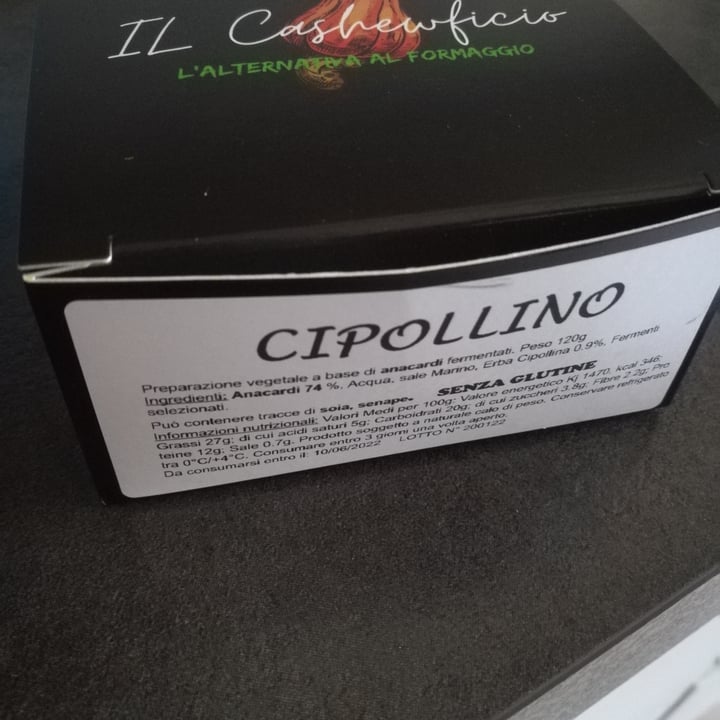 IL Cashewficio
L'ALTERNATIVA AL FORMAGGIO
CIPOLLINO
Preparazione vegetale a base di anacardi fermentati. Peso 120g
Ingredienti: Anacardi 74 %, Acqua, sale Marino, Erba Cipollina 0.9%, Fermenti
selezionati.
Può contenere tracce di soia, senape. SENZA GLUTINE
Informazioni nutrizionali: Valori Medi per 100g: Valore energetico Kj 1470, kcal 346;
Grassi 27g; di cui acidi saturi 5g; Carboidrati 20g; di cui zuccheri 3.8g; Fibre 2.2g; Pro
teine 12g; Sale 0.7g. Prodotto soggetto a naturale calo di peso. Conservare refrigerato
tra 0°C/+4°C. Consumare entro 3 giorni una volta aperto.
Da consumarsi entro il: 10/06/2022 LOTTO N° 200122